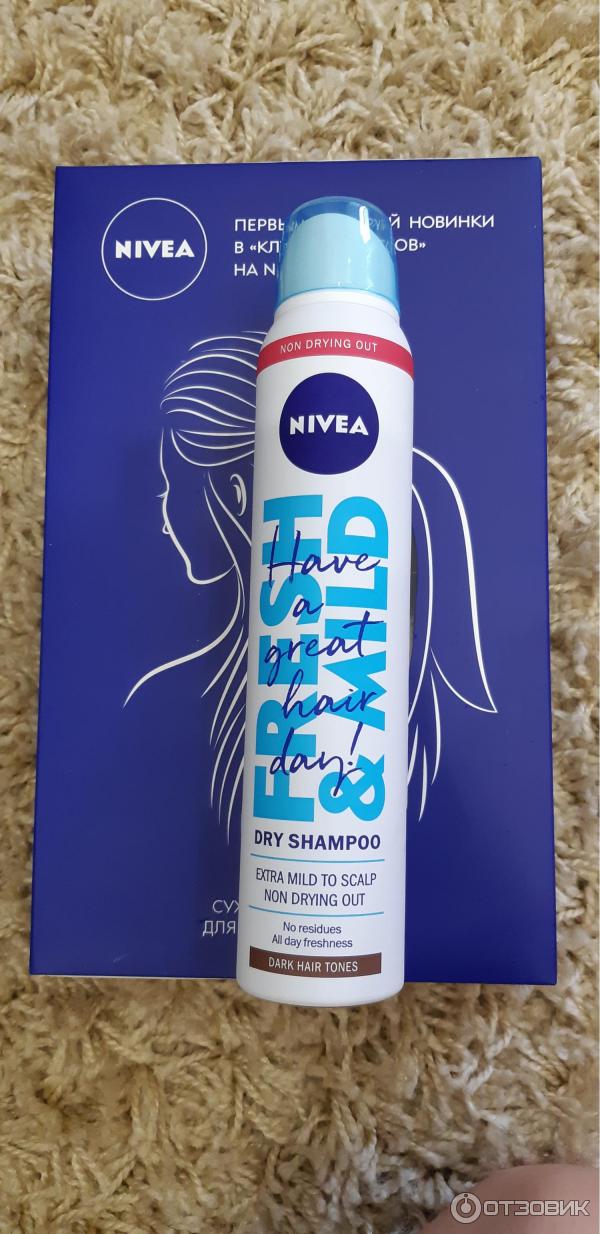 NIVEA
ПЕРВЫ Й НОВИНКИ
В «КЛ ОВ»
НА N
NON DRYING OUT
NIVEA
FRESH
& MILD
Have
a
great
hair
day!
DRY SHAMPOO
EXTRA MILD TO SCALP
NON DRYING OUT
No residues
All day freshness
DARK HAIR TONES
СУХ
ДЛЯ
ОТЗОВИК